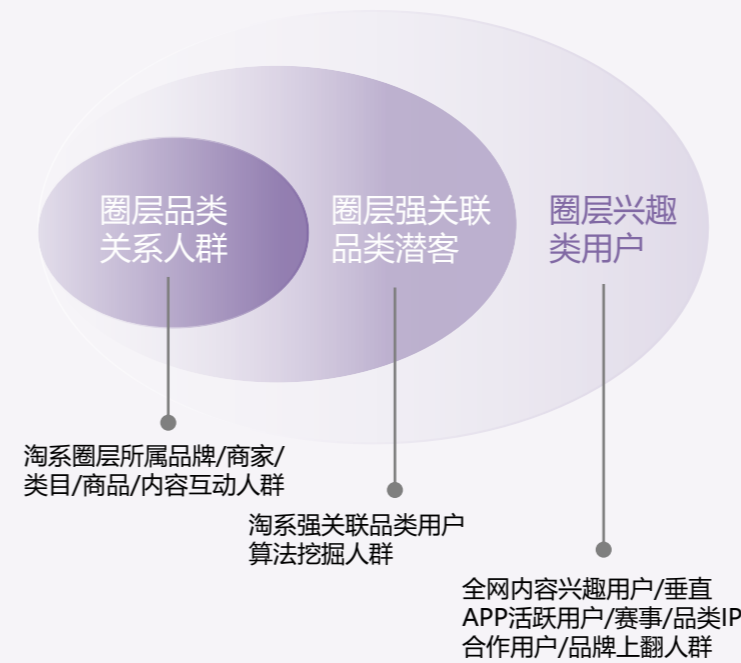 圈层品类
关系人群
圈层强关联
品类潜客
圈层兴趣
类用户
淘系圈层所属品牌/商家/
类目/商品/内容互动人群
淘系强关联品类用户
算法挖掘人群
全网内容兴趣用户/垂直
APP活跃用户/赛事/品类IP
合作用户/品牌上翻人群